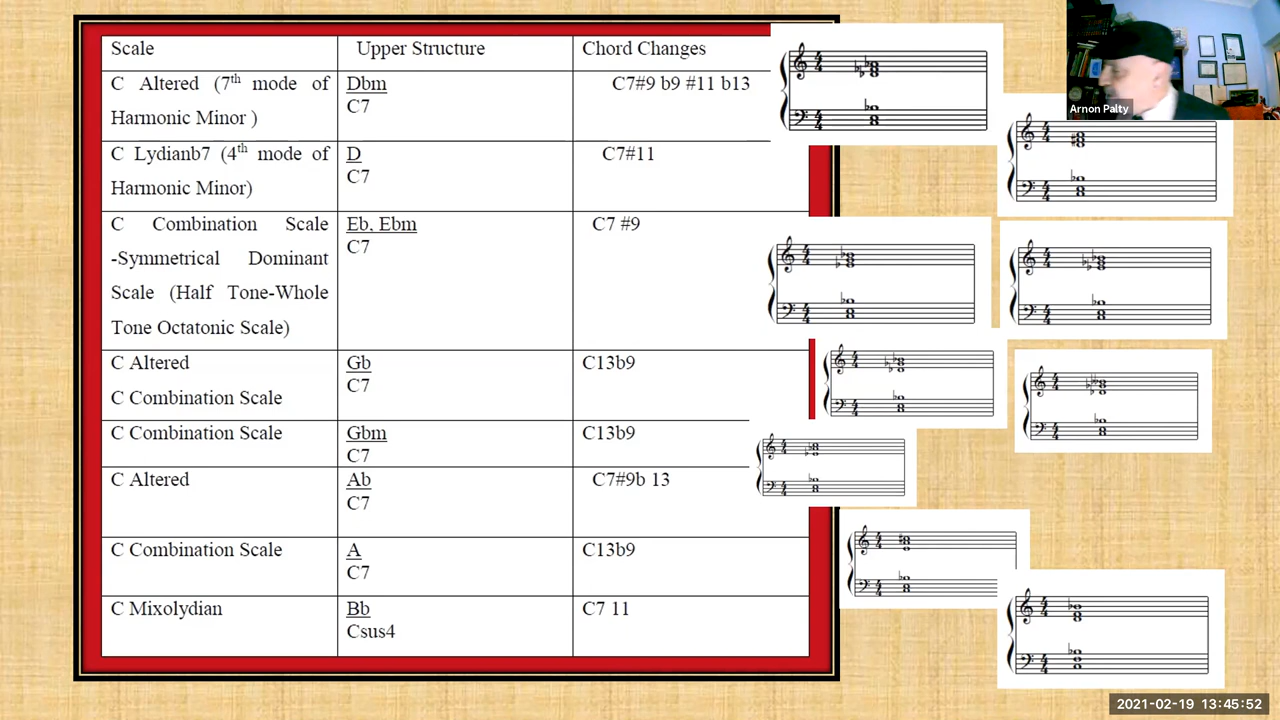 Scale Upper Structure Chord Changes
C Altered (7th mode of
Harmonic Minor )
Dbm
C7
C7#9 b9 #11 b13
C Lydianb7 (4th mode of
Harmonic Minor)
D
C7
C7#11
C Combination Scale
-Symmetrical Dominant
Scale (Half Tone-Whole
Tone Octatonic Scale)
Eb, Ebm
C7
C7 #9
C Altered
C Combination Scale
Gb
C7
C13b9
C Combination Scale
Gbm
C7
C13b9
C Altered
Ab
C7
C7#9b 13
C Combination Scale
A
C7
C13b9
C Mixolydian
Bb
Csus4
C7 11
Arnon Palty
2021-02-19 13:45:52